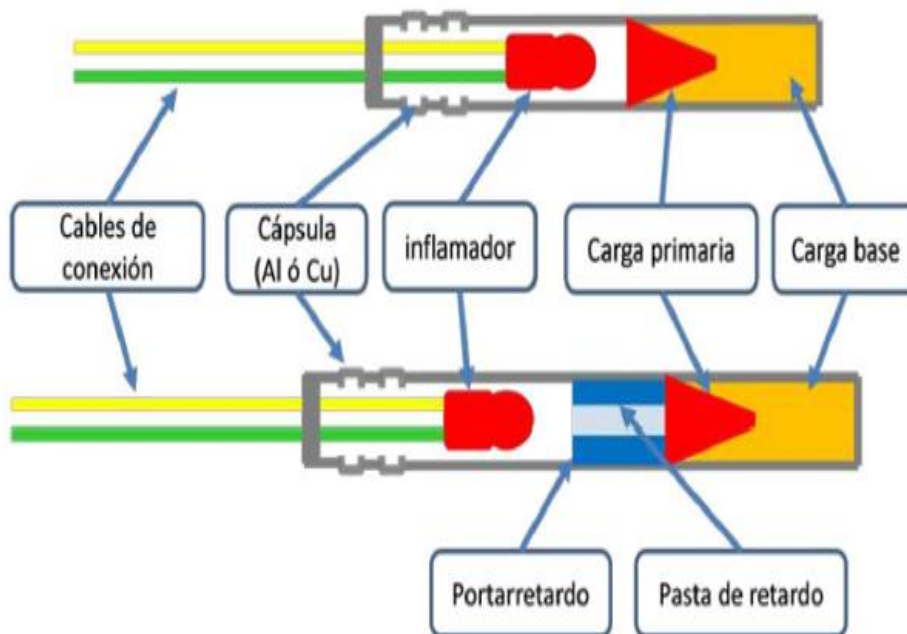 Cables de
conexión
Cápsula
(Al ó Cu)
inflamador
Carga primaria
Carga base
Portarretardo
Pasta de retardo